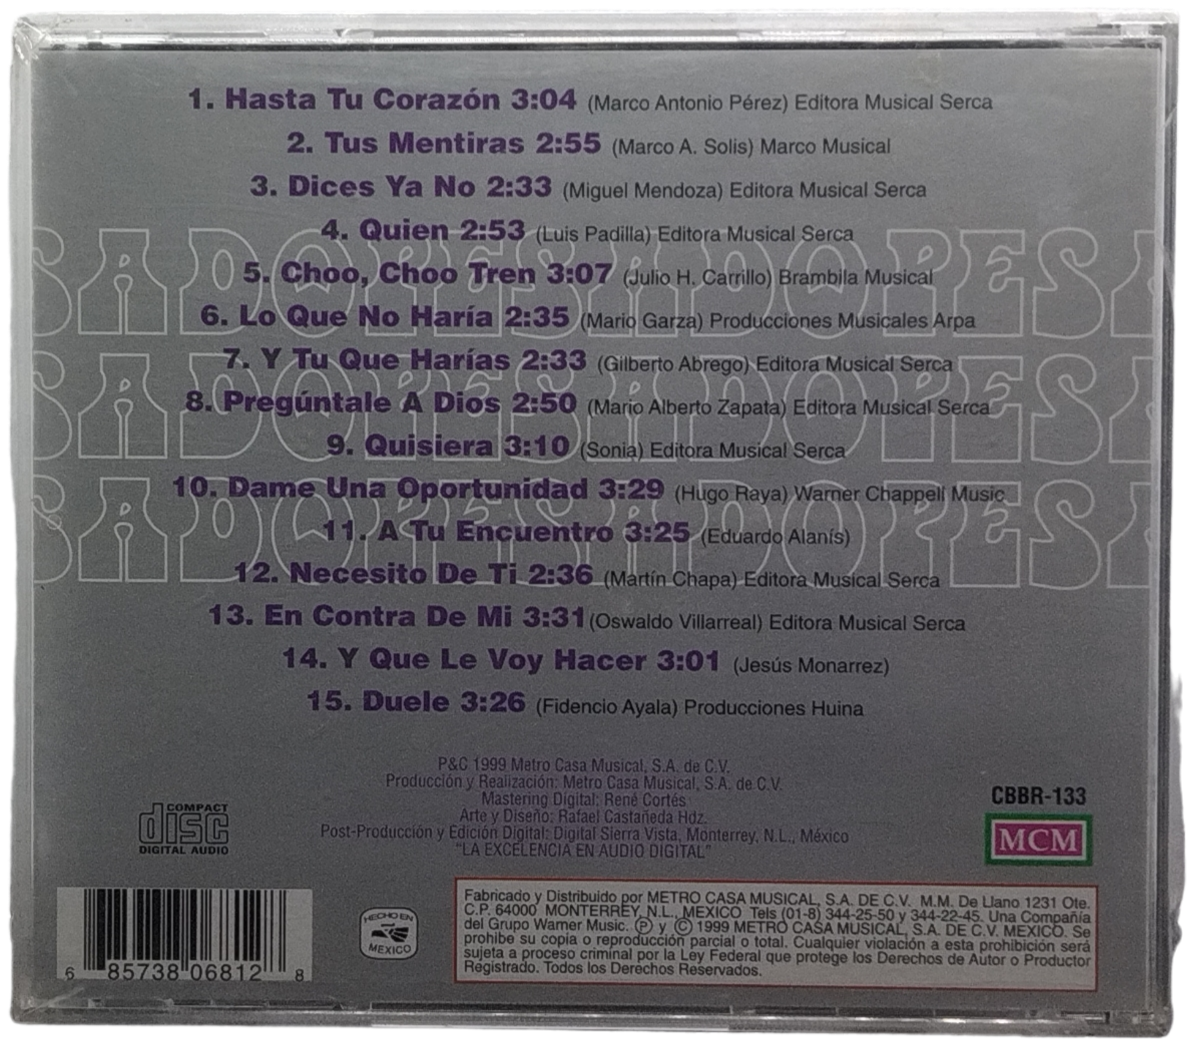 1. Hasta Tu Corazón 3:04 (Marco Antonio Pérez) Editora Musical Serca
2. Tus Mentiras 2:55 (Marco A. Solis) Marco Musical
3. Dices Ya No 2:33 (Miguel Mendoza) Editora Musical Serca
4. Quien 2:53 (Luis Padilla) Editora Musical Serca
5. Choo, Choo Tren 3:07 (Julio H. Carrillo) Brambila Musical
6. Lo Que No Haría 2:35 (Mario Garza) Producciones Musicales Arpa
7. Y Tu Que Harías 2:33 (Gilberto Abrego) Editora Musical Serca
8. Pregúntale A Dios 2:50 (Mario Alberto Zapata) Editora Musical Serca
9. Quisiera 3:10 (Sonia) Editora Musical Serca
10. Dame Una Oportunidad 3:29 (Hugo Raya) Warner Chappell Music
11. A Tu Encuentro 3:25 (Eduardo Alanís)
12. Necesito De Ti 2:36 (Martín Chapa) Editora Musical Serca
13. En Contra De Mi 3:31 (Oswaldo Villarreal) Editora Musical Serca
14. Y Que Le Voy Hacer 3:01 (Jesús Monarrez)
15. Duele 3:26 (Fidencio Ayala) Producciones Huina
SADORESADORESA
SADORESADORESA
SADORESADORESA
P&C 1999 Metro Casa Musical, S.A. de C.V.
Producción y Realización: Metro Casa Musical, S.A. de C.V.
Mastering Digital: René Cortés
Arte y Diseño: Rafael Castañeda Hdz.
Post-Producción y Edición Digital: Digital Sierra Vista, Monterrey, N.L., México
"LA EXCELENCIA EN AUDIO DIGITAL"
COMPACT
disc
DIGITAL AUDIO
CBBR-133
MCM
6 85738 06812 8
HECHO EN
MEXICO
Fabricado y Distribuido por METRO CASA MUSICAL, S.A. DE C.V. M.M. De Llano 1231 Ote.
C.P. 64000 MONTERREY, N.L., MEXICO Tels (01-8) 344-25-50 y 344-22-45. Una Compañía
del Grupo Warner Music. Ⓟ y Ⓒ 1999 METRO CASA MUSICAL, S.A. DE C.V. MEXICO. Se
prohibe su copia o reproducción parcial o total. Cualquier violación a esta prohibición será
sujeta a proceso criminal por la Ley Federal que protege los Derechos de Autor o Productor
Registrado. Todos los Derechos Reservados.